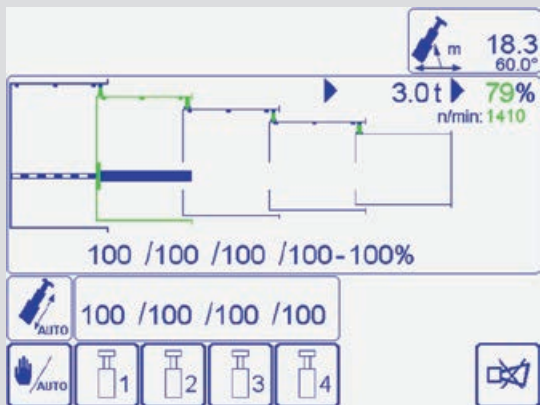 m 18.3
60.0°
3.0t 79%
n/min: 1410
100 /100 /100 /100-100%
AUTO 100 /100 /100 /100
/AUTO 1 2 3 4